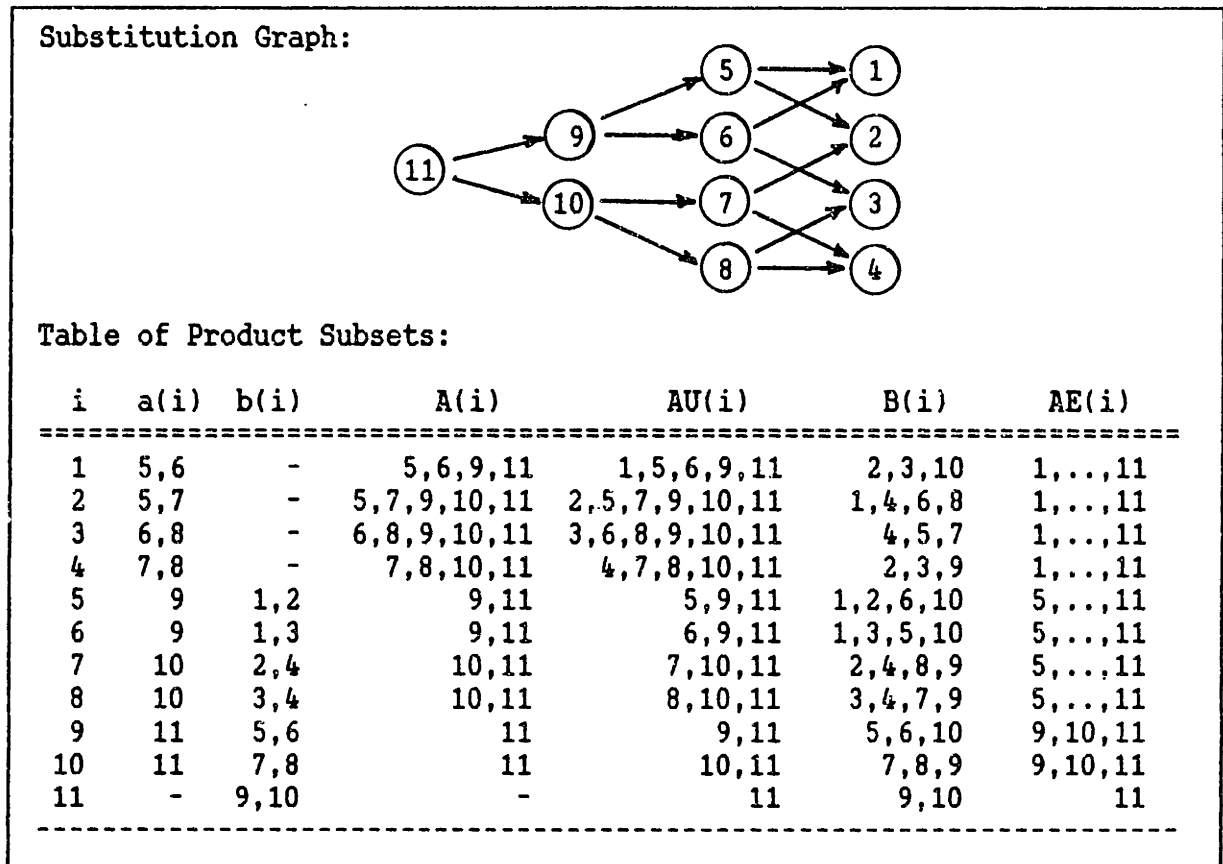 Substitution Graph:
5 1
9 6 2
11
10 7 3
8 4
Table of Product Subsets:
i a(i) b(i) A(i) AU(i) B(i) AE(i)
1 5,6 - 5,6,9,11 1,5,6,9,11 2,3,10 1,..,11
2 5,7 - 5,7,9,10,11 2,5,7,9,10,11 1,4,6,8 1,..,11
3 6,8 - 6,8,9,10,11 3,6,8,9,10,11 4,5,7 1,..,11
4 7,8 - 7,8,10,11 4,7,8,10,11 2,3,9 1,..,11
5 9 1,2 9,11 5,9,11 1,2,6,10 5,..,11
6 9 1,3 9,11 6,9,11 1,3,5,10 5,..,11
7 10 2,4 10,11 7,10,11 2,4,8,9 5,..,11
8 10 3,4 10,11 8,10,11 3,4,7,9 5,..,11
9 11 5,6 11 9,11 5,6,10 9,10,11
10 11 7,8 11 10,11 7,8,9 9,10,11
11 - 9,10 - 11 9,10 11